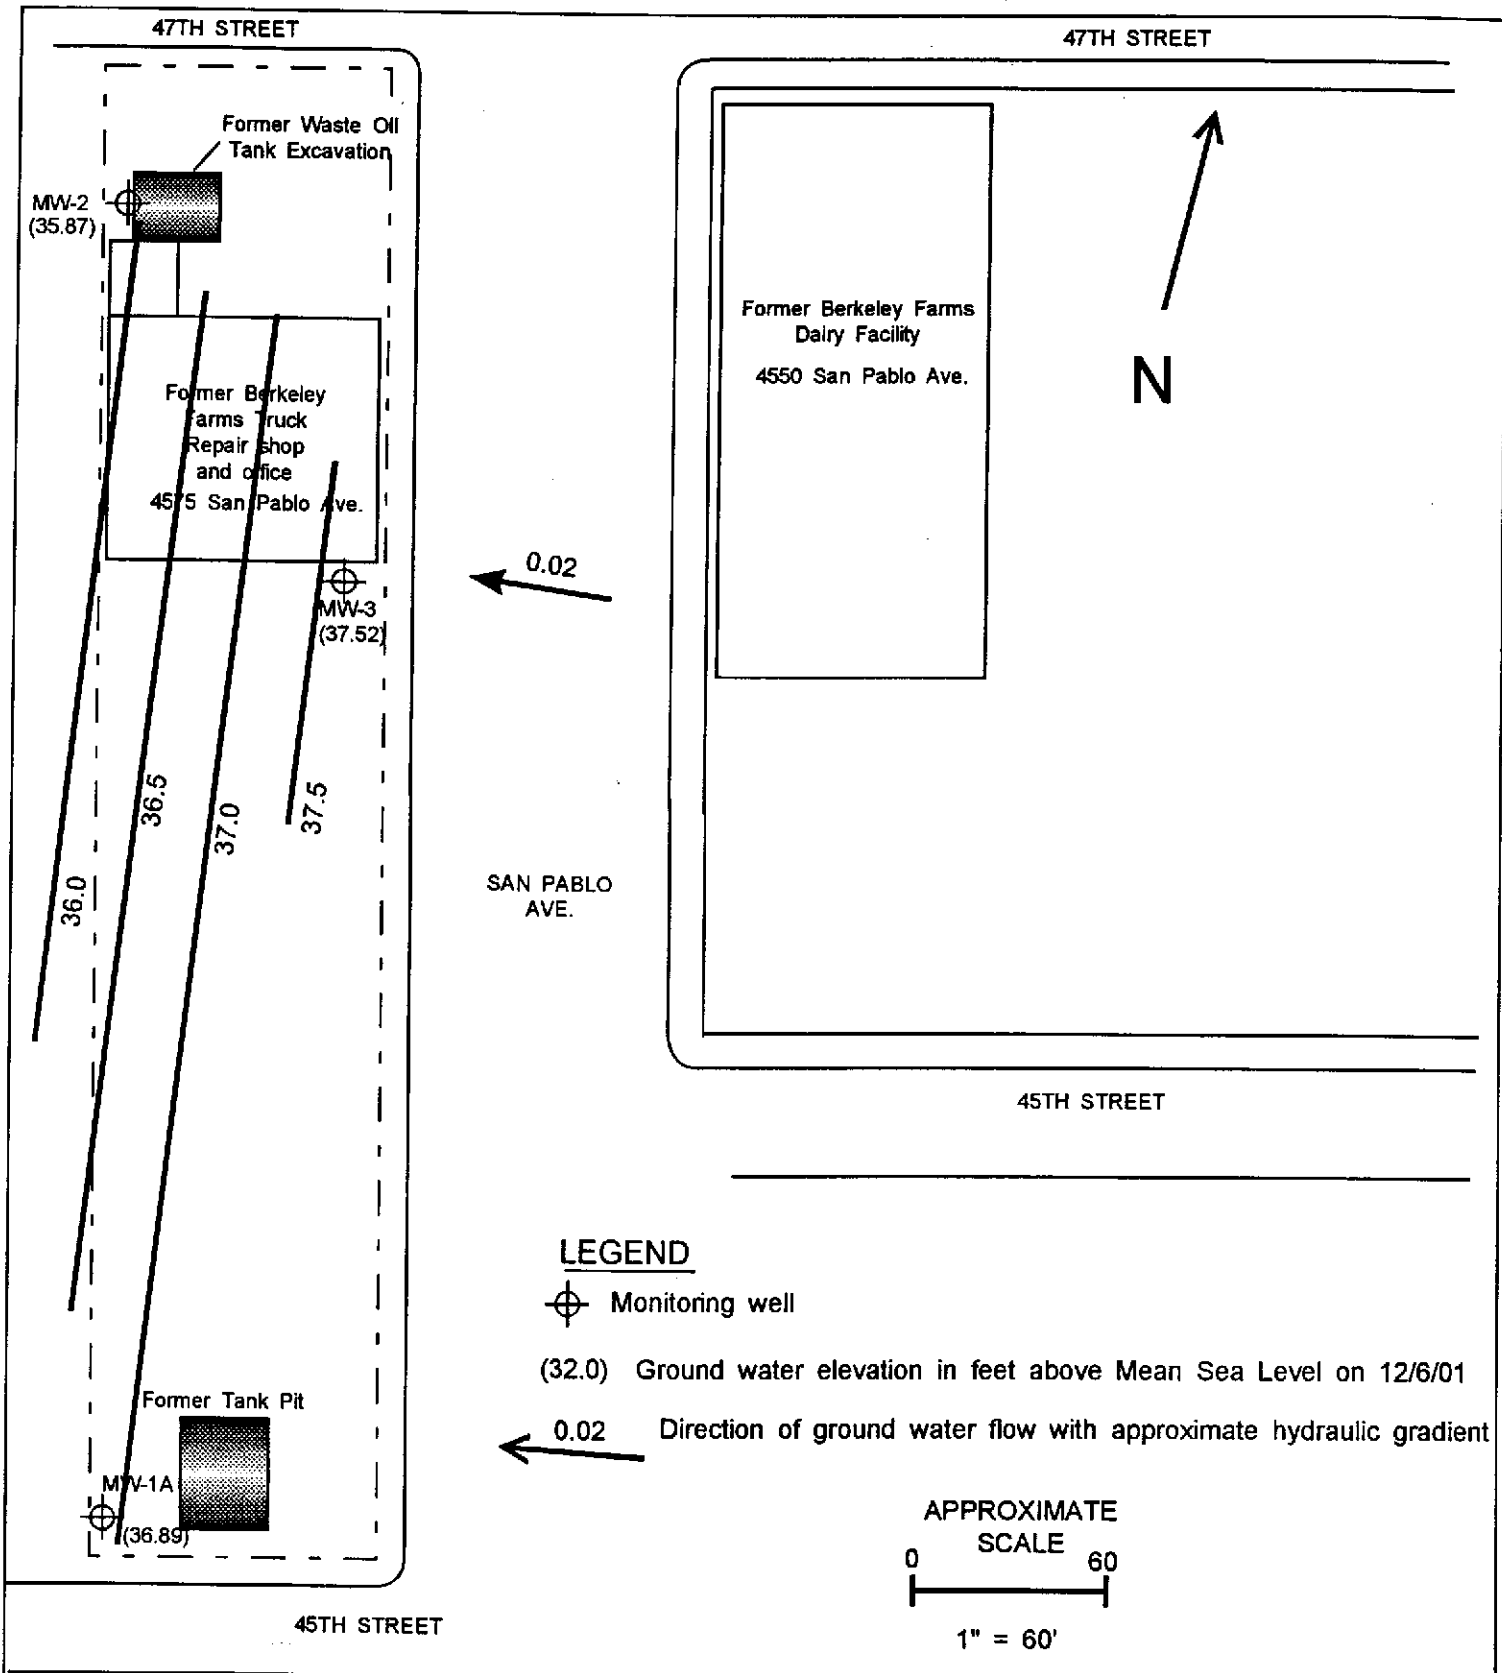 47TH STREET
47TH STREET
Former Waste Oil
Tank Excavation
MW-2
(35.87)
Former Berkeley Farms
Dairy Facility
4550 San Pablo Ave.
N
Former Berkeley
Farms Truck
Repair shop
and office
4575 San Pablo Ave.
0.02
MW-3
(37.52)
36.0
36.5
37.0
37.5
SAN PABLO
AVE.
45TH STREET
LEGEND
Monitoring well
(32.0) Ground water elevation in feet above Mean Sea Level on 12/6/01
0.02 Direction of ground water flow with approximate hydraulic gradient
Former Tank Pit
MW-1A
(36.89)
APPROXIMATE
SCALE
0 60
1" = 60'
45TH STREET